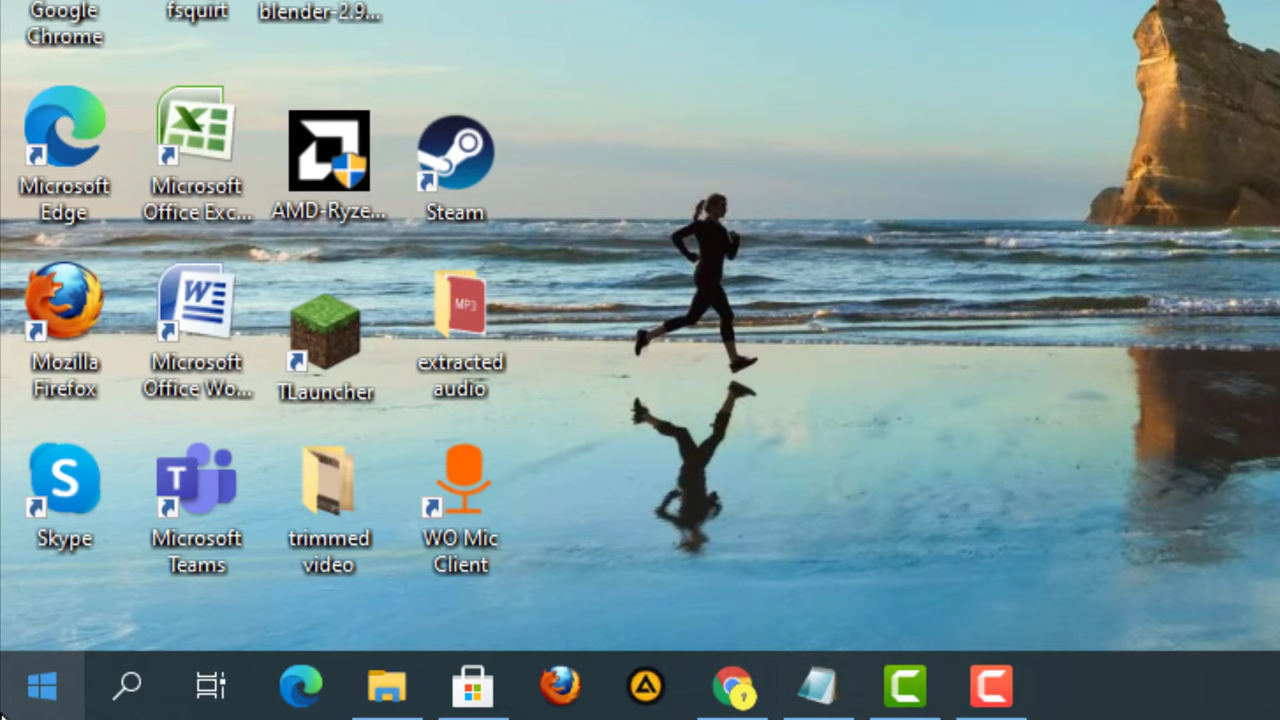 Google
Chrome
fsquirt
blender-2.9...
Microsoft
Edge
Microsoft
Office Exc...
AMD-Ryze...
Steam
Mozilla
Firefox
Microsoft
Office Wo...
TLauncher
MP3
extracted
audio
S
Skype
T
Microsoft
Teams
trimmed
video
WO Mic
Client